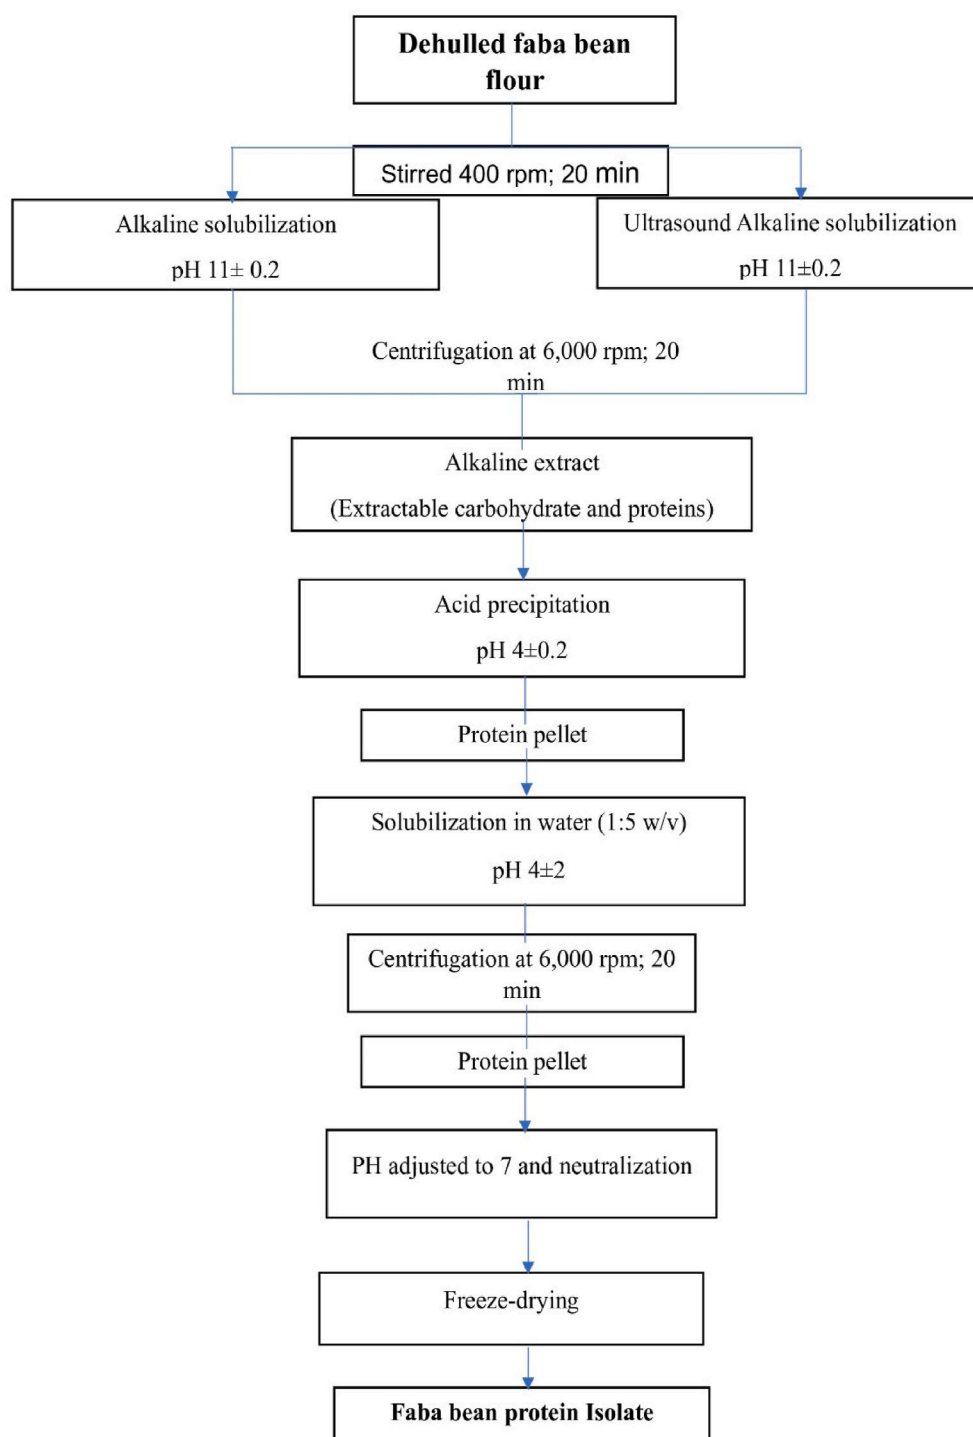 Dehulled faba bean
flour
Stirred 400 rpm; 20 min
Alkaline solubilization
pH 11± 0.2
Ultrasound Alkaline solubilization
pH 11±0.2
Centrifugation at 6,000 rpm; 20
min
Alkaline extract
(Extractable carbohydrate and proteins)
Acid precipitation
pH 4±0.2
Protein pellet
Solubilization in water (1:5 w/v)
pH 4±2
Centrifugation at 6,000 rpm; 20
min
Protein pellet
PH adjusted to 7 and neutralization
Freeze-drying
Faba bean protein Isolate